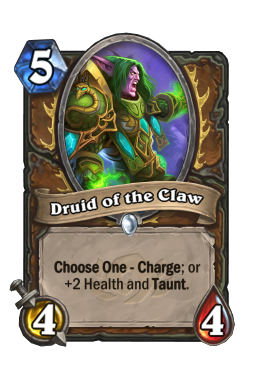 5
Druid of the Claw
Choose One - Charge; or
+2 Health and Taunt.
4 4